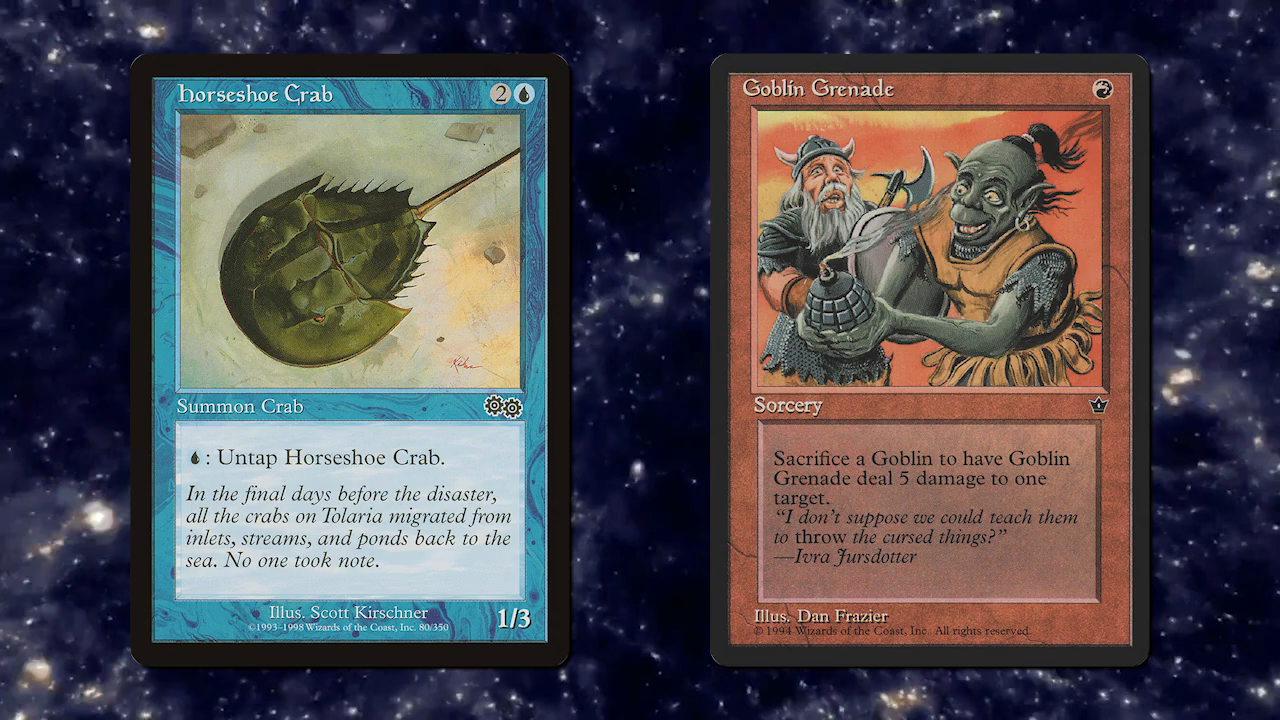 Horseshoe Crab
2
Summon Crab
: Untap Horseshoe Crab.
In the final days before the disaster,
all the crabs on Tolaria migrated from
inlets, streams, and ponds back to the
sea. No one took note.
Illus. Scott Kirschner
©1993-1998 Wizards of the Coast, Inc. 80/350
1/3
Goblin Grenade
Sorcery
Sacrifice a Goblin to have Goblin
Grenade deal 5 damage to one
target.
“I don’t suppose we could teach them
to throw the cursed things?”
—Ivra Jursdotter
Illus. Dan Frazier
© 1994 Wizards of the Coast, Inc. All rights reserved.